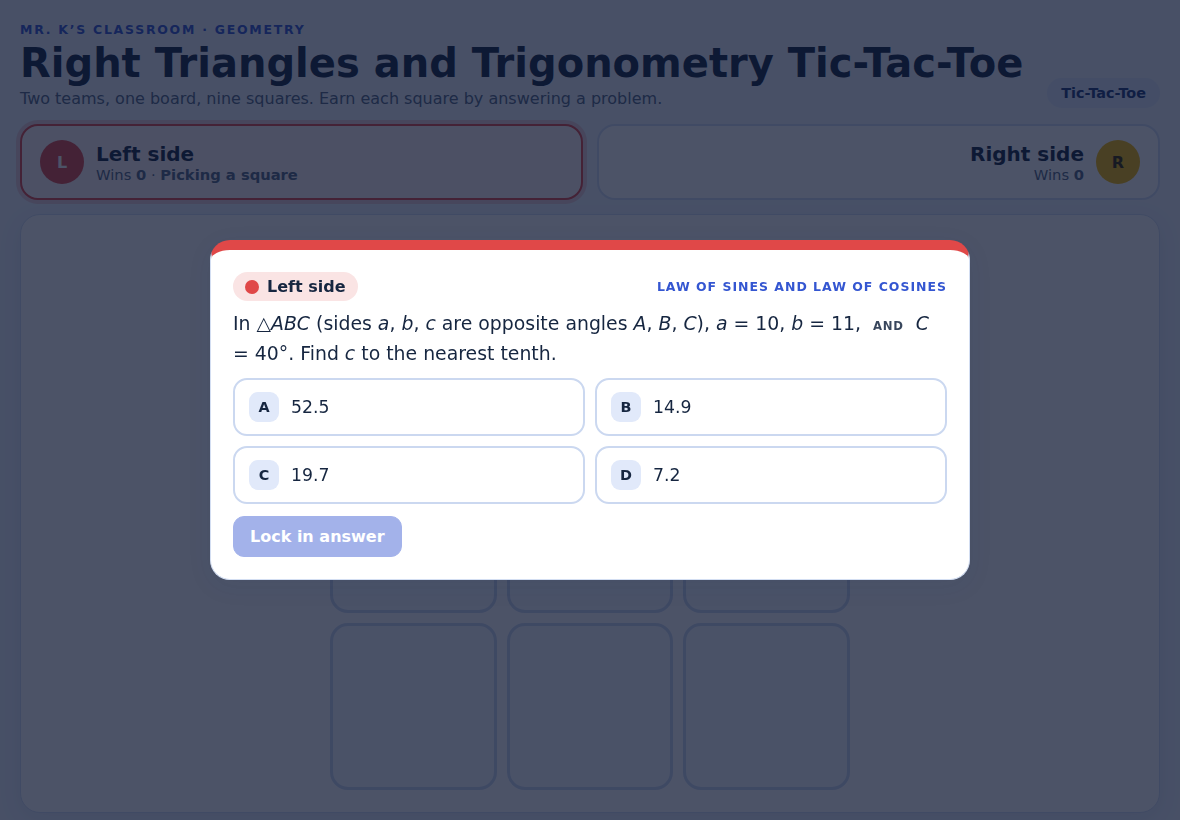 MR. K’S CLASSROOM · GEOMETRY
Right Triangles and Trigonometry Tic-Tac-Toe
Two teams, one board, nine squares. Earn each square by answering a problem.
Tic-Tac-Toe
L
Left side
Wins 0 · Picking a square
Right side
Wins 0
R
Left side
LAW OF SINES AND LAW OF COSINES
In △ABC (sides a, b, c are opposite angles A, B, C), a = 10, b = 11, AND C
= 40°. Find c to the nearest tenth.
A 52.5
B 14.9
C 19.7
D 7.2
Lock in answer